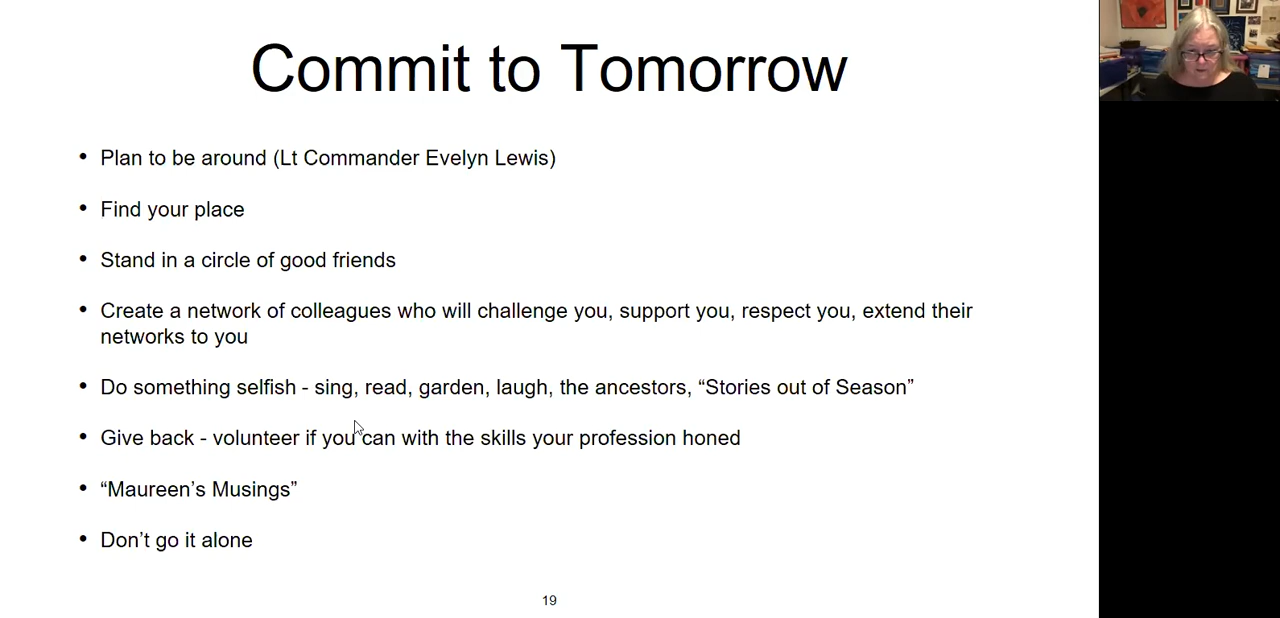 Commit to Tomorrow
• Plan to be around (Lt Commander Evelyn Lewis)
• Find your place
• Stand in a circle of good friends
• Create a network of colleagues who will challenge you, support you, respect you, extend their
networks to you
• Do something selfish - sing, read, garden, laugh, the ancestors, “Stories out of Season”
• Give back - volunteer if you can with the skills your profession honed
• “Maureen’s Musings”
• Don’t go it alone
19